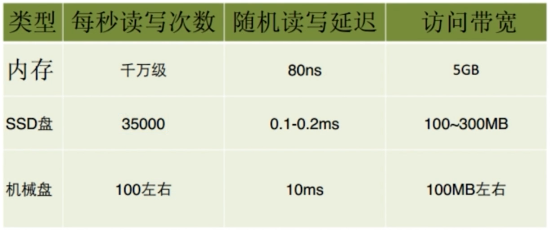 类型 每秒读写次数 随机读写延迟 访问带宽
内存 千万级 80ns 5GB
SSD盘 35000 0.1-0.2ms 100~300MB
机械盘 100左右 10ms 100MB左右